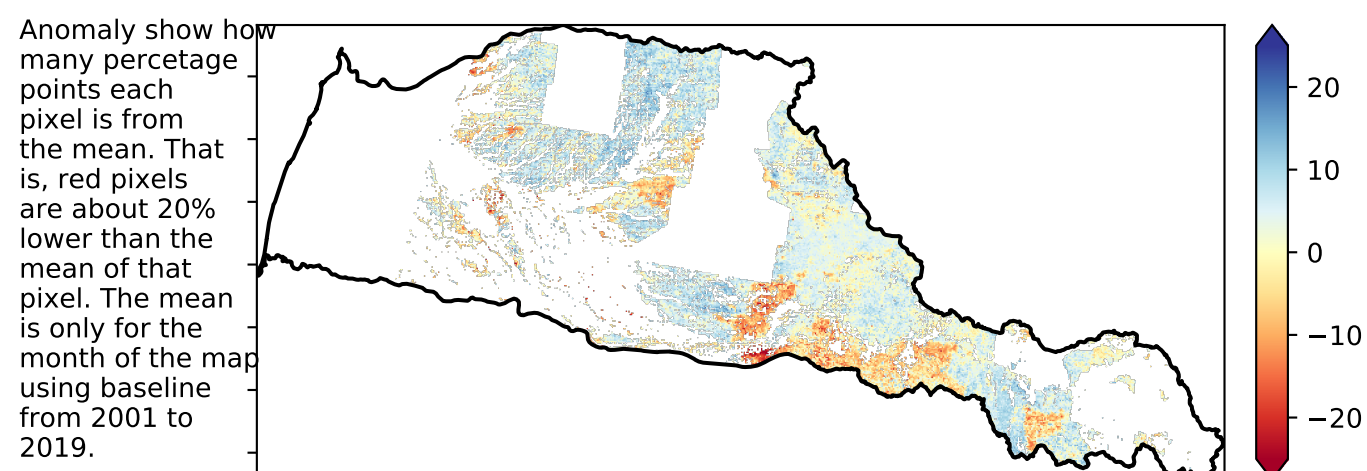 Anomaly show how
many percetage
points each
pixel is from
the mean. That
is, red pixels
are about 20%
lower than the
mean of that
pixel. The mean
is only for the
month of the map
using baseline
from 2001 to
2019.
20
10
0
−10
−20